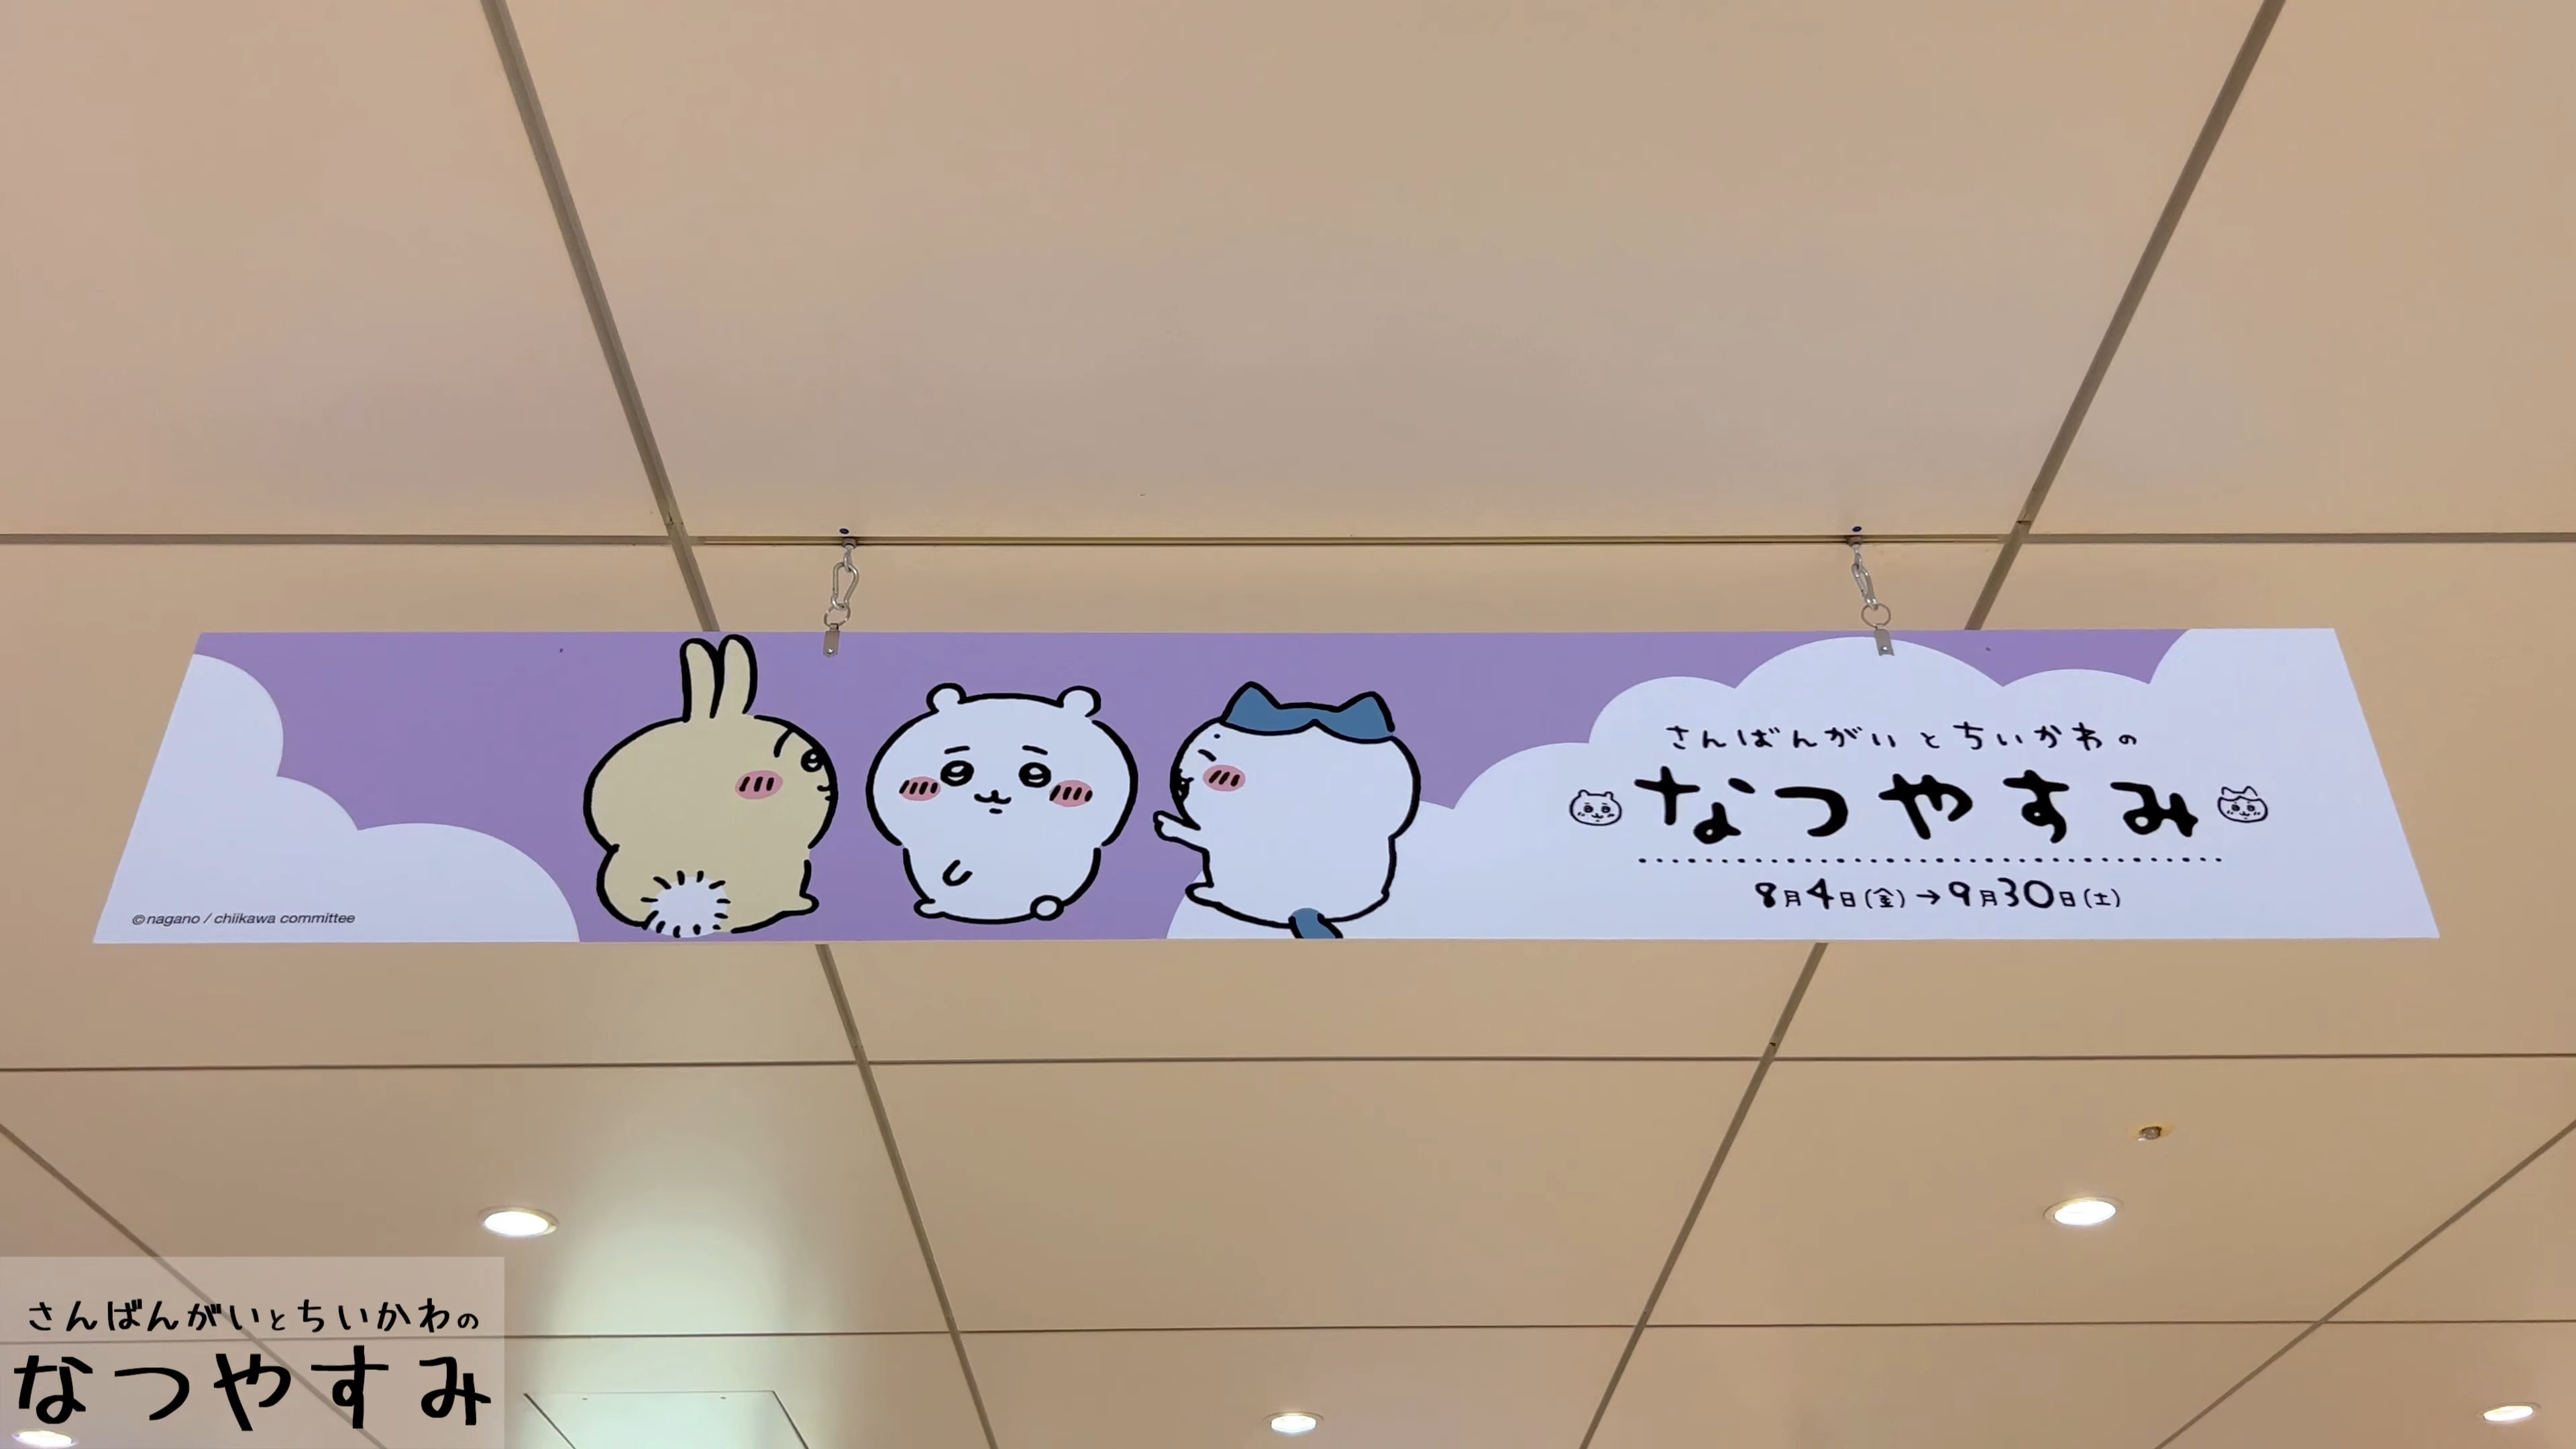 さんばんがいとちいかわの
なつやすみ
8月4日(金)→9月30日(土)
©nagano / chiikawa committee
さんばんがいとちいかわの
なつやすみ